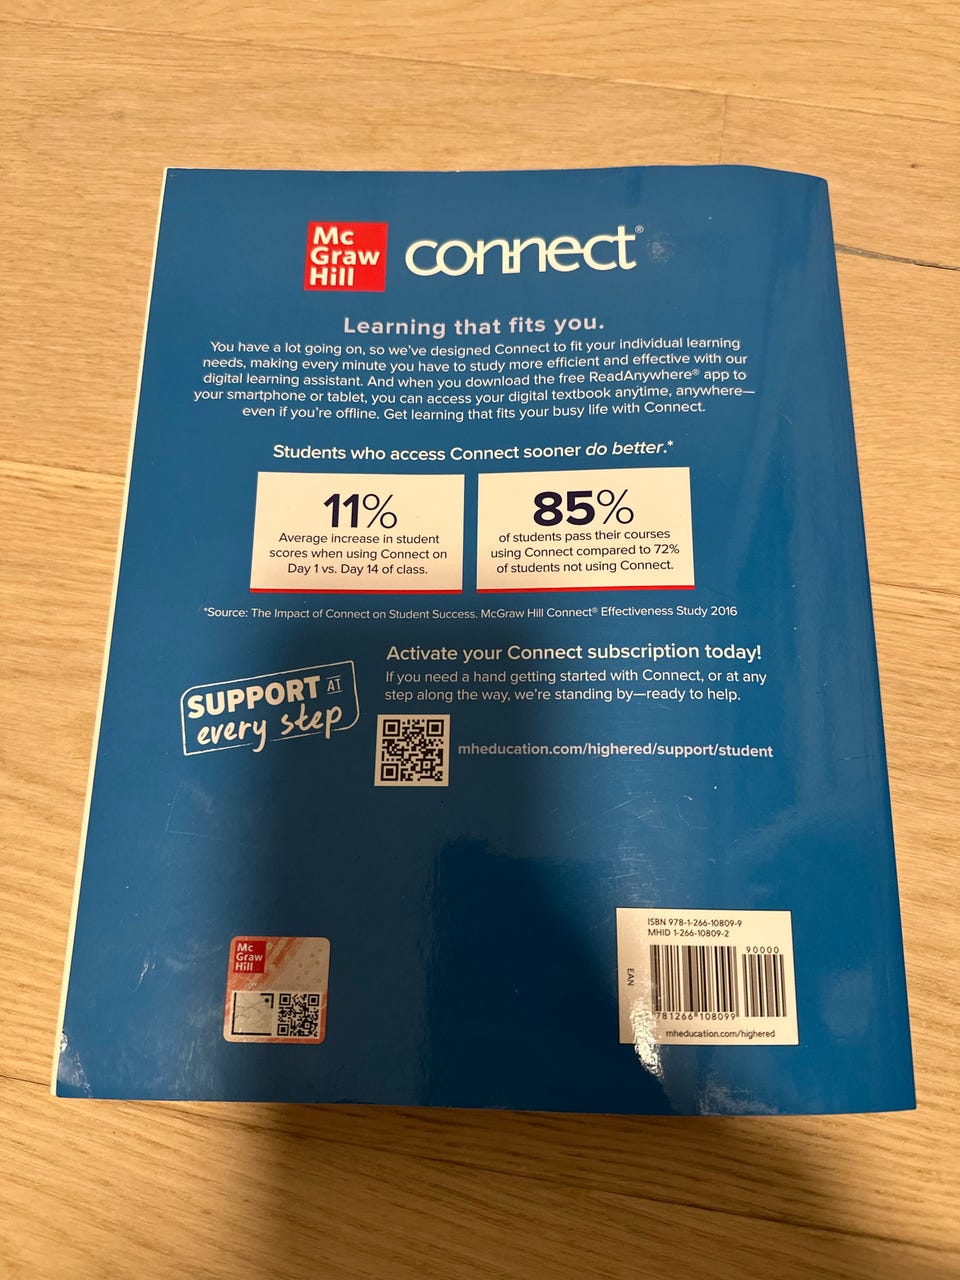 Mc
Graw
Hill
connect®
Learning that fits you.
You have a lot going on, so we've designed Connect to fit your individual learning
needs, making every minute you have to study more efficient and effective with our
digital learning assistant. And when you download the free ReadAnywhere® app to
your smartphone or tablet, you can access your digital textbook anytime, anywhere—
even if you're offline. Get learning that fits your busy life with Connect.
Students who access Connect sooner do better.*
11%
Average increase in student
scores when using Connect on
Day 1 vs. Day 14 of class.
85%
of students pass their courses
using Connect compared to 72%
of students not using Connect.
*Source: The Impact of Connect on Student Success. McGraw Hill Connect® Effectiveness Study 2016
SUPPORT AT
every step
Activate your Connect subscription today!
If you need a hand getting started with Connect, or at any
step along the way, we're standing by—ready to help.
mheducation.com/highered/support/student
Mc
Graw
Hill
ISBN 978-1-266-10809-9
MHID 1-266-10809-2
90000
EAN
781266 108099
mheducation.com/highered